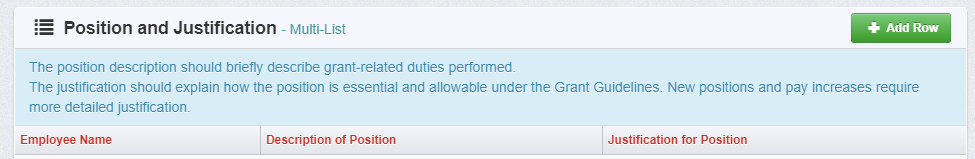 Position and Justification - Multi-List
Add Row
The position description should briefly describe grant-related duties performed.
The justification should explain how the position is essential and allowable under the Grant Guidelines. New positions and pay increases require
more detailed justification.
Employee Name Description of Position Justification for Position